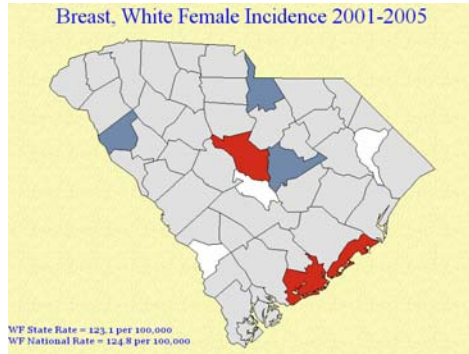 Breast, White Female Incidence 2001-2005
WF State Rate = 123.1 per 100,000
WF National Rate = 124.8 per 100,000